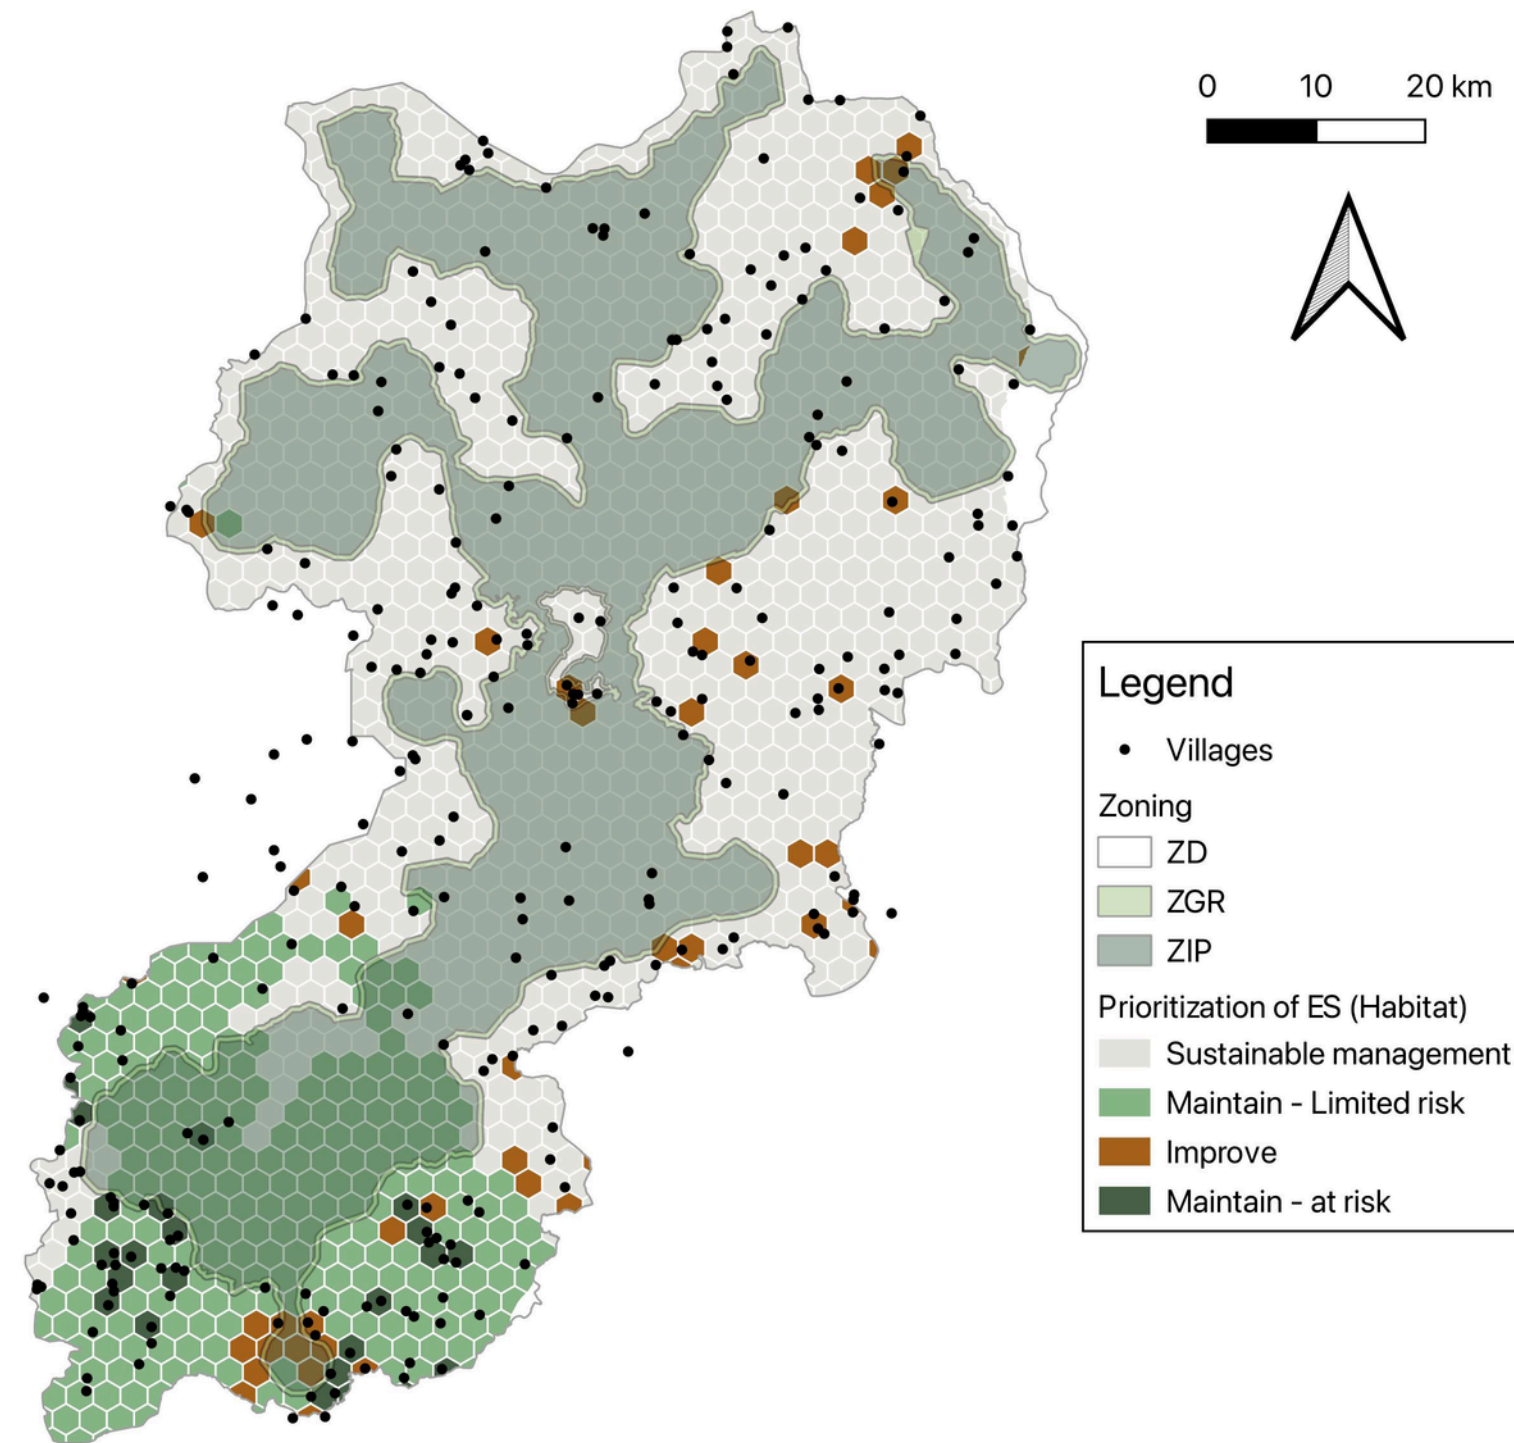 0 10 20 km
Legend
Villages
Zoning
ZD
ZGR
ZIP
Prioritization of ES (Habitat)
Sustainable management
Maintain - Limited risk
Improve
Maintain - at risk